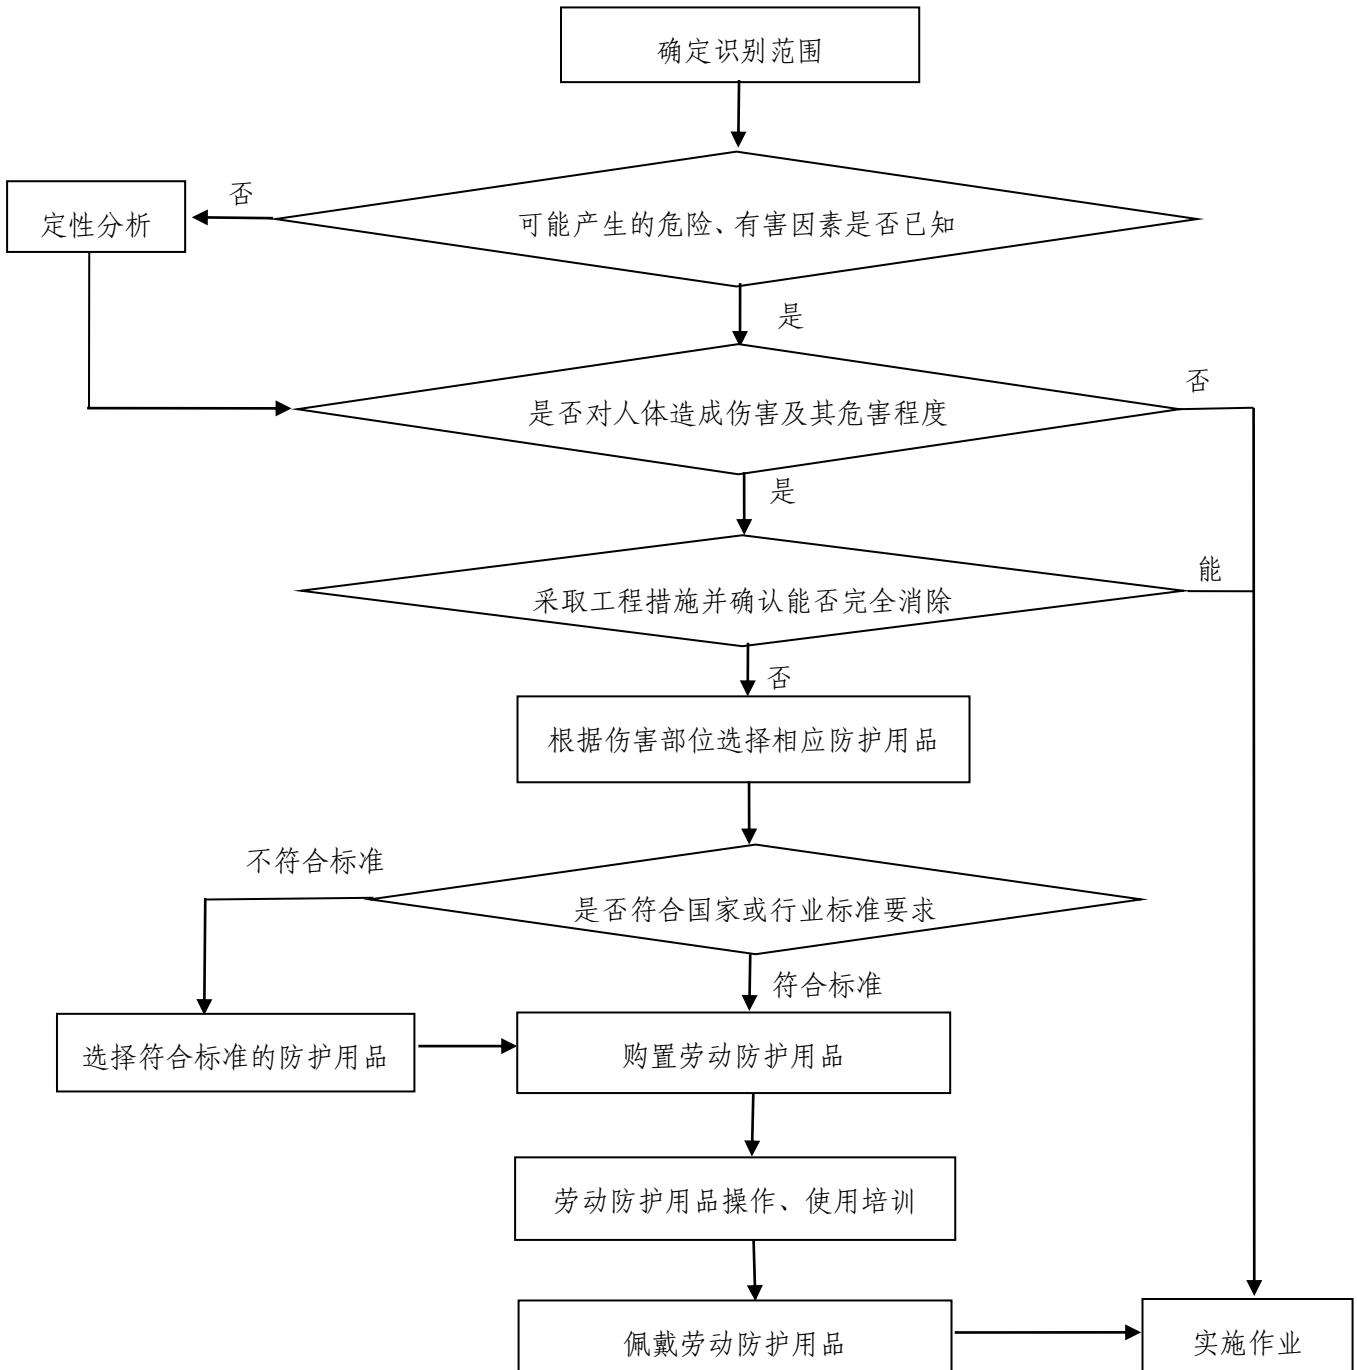 确定识别范围
否
定性分析
可能产生的危险、有害因素是否已知
是
否
是否对人体造成伤害及其危害程度
是
能
采取工程措施并确认能否完全消除
否
根据伤害部位选择相应防护用品
不符合标准
是否符合国家或行业标准要求
符合标准
选择符合标准的防护用品
购置劳动防护用品
劳动防护用品操作、使用培训
佩戴劳动防护用品
实施作业